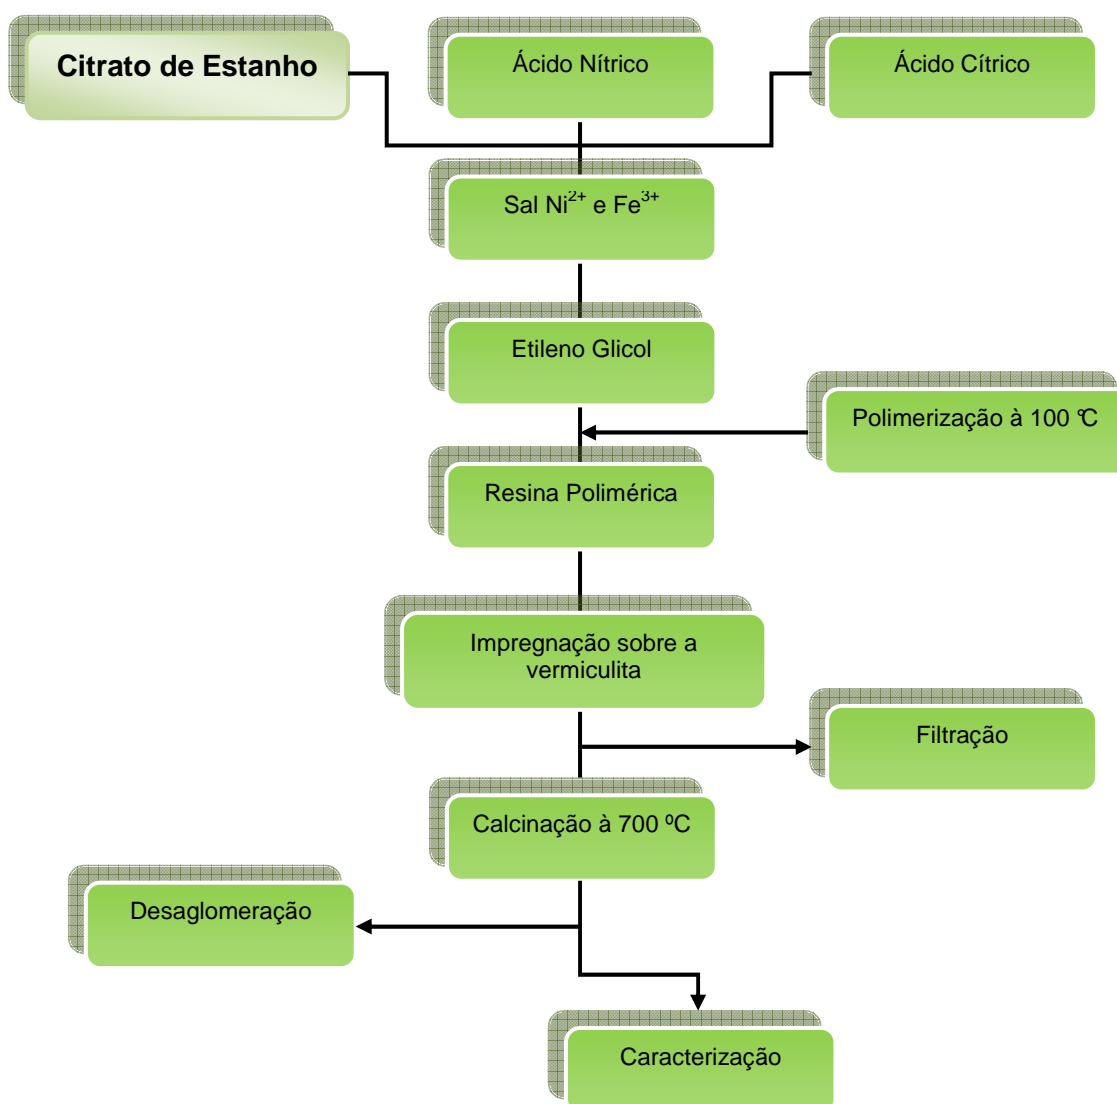 Citrato de Estanho
Ácido Nítrico
Ácido Cítrico
Sal Ni²⁺ e Fe³⁺
Etileno Glicol
Polimerização à 100 ºC
Resina Polimérica
Impregnação sobre a
vermiculita
Filtração
Calcinação à 700 ºC
Desaglomeração
Caracterização